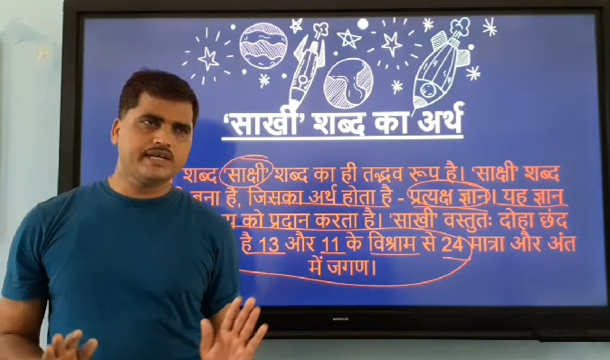 'साखी' शब्द का अर्थ
शब्द 'साक्षी' शब्द का ही तद्भव रूप है। 'साक्षी' शब्द
बना है, जिसका अर्थ होता है - प्रत्यक्ष ज्ञान। यह ज्ञान
को प्रदान करता है। 'साखी' वस्तुतः दोहा छंद
है 13 और 11 के विश्राम से 24 मात्रा और अंत
में जगण।